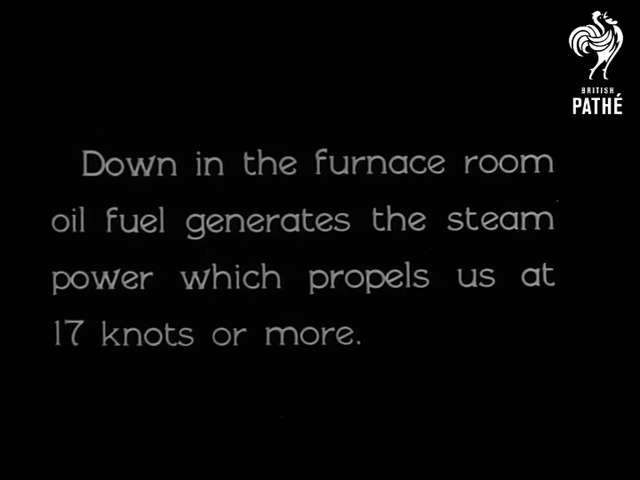 BRITISH
PATHÉ
Down in the furnace room
oil fuel generates the steam
power which propels us at
17 knots or more.